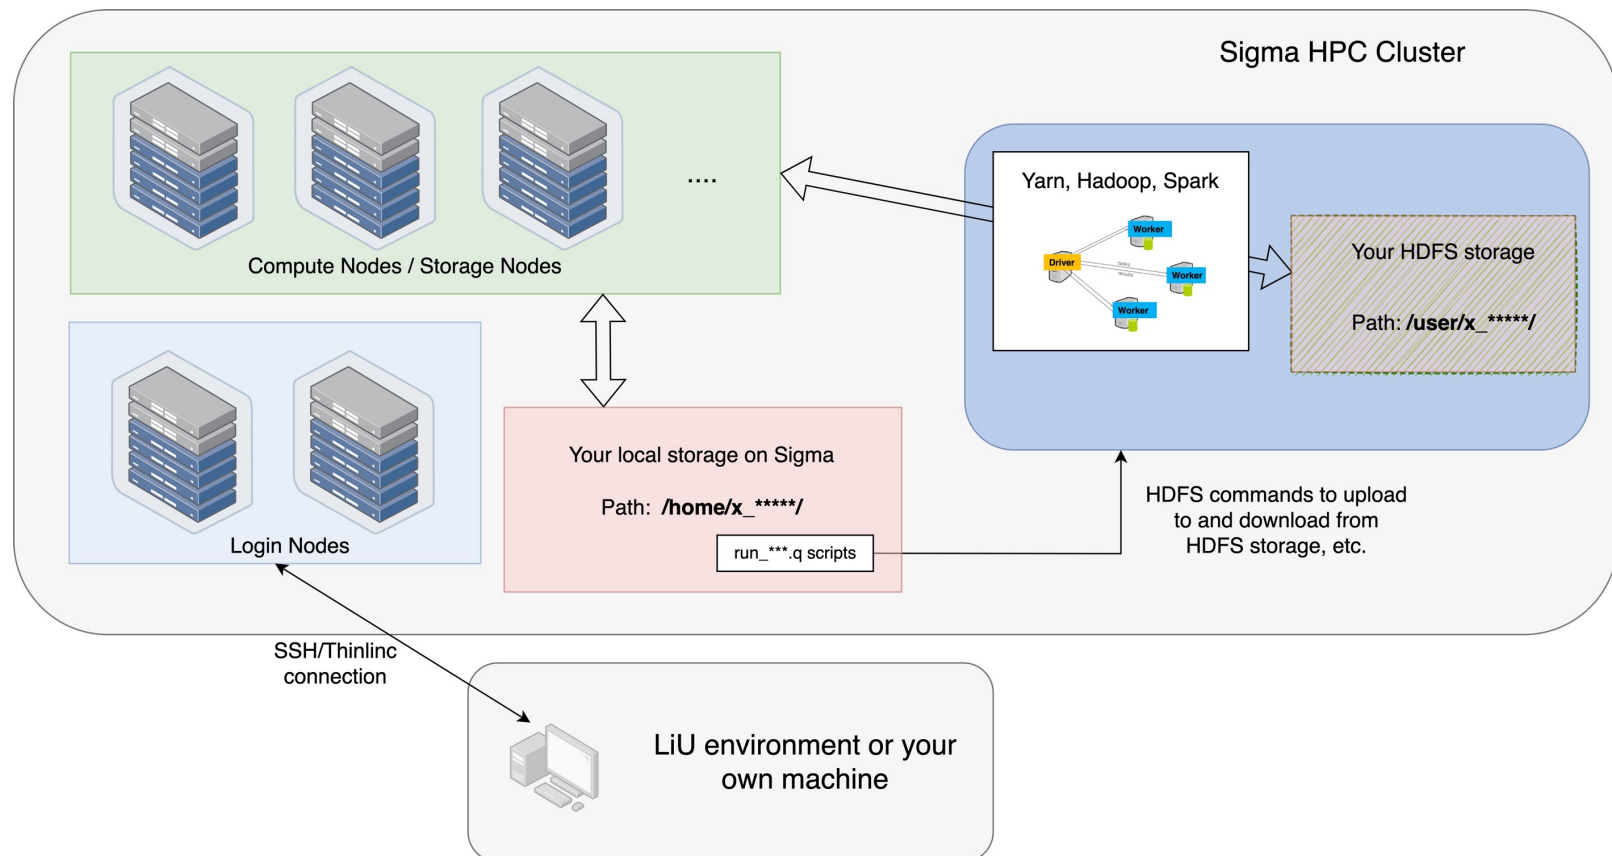 Sigma HPC Cluster
....
Compute Nodes / Storage Nodes
Yarn, Hadoop, Spark
Worker
Driver
tasks
results
Worker
Worker
Your HDFS storage
Path: /user/x_*****/
Login Nodes
Your local storage on Sigma
Path: /home/x_*****/
run_***.q scripts
HDFS commands to upload
to and download from
HDFS storage, etc.
SSH/Thinlinc
connection
LiU environment or your
own machine